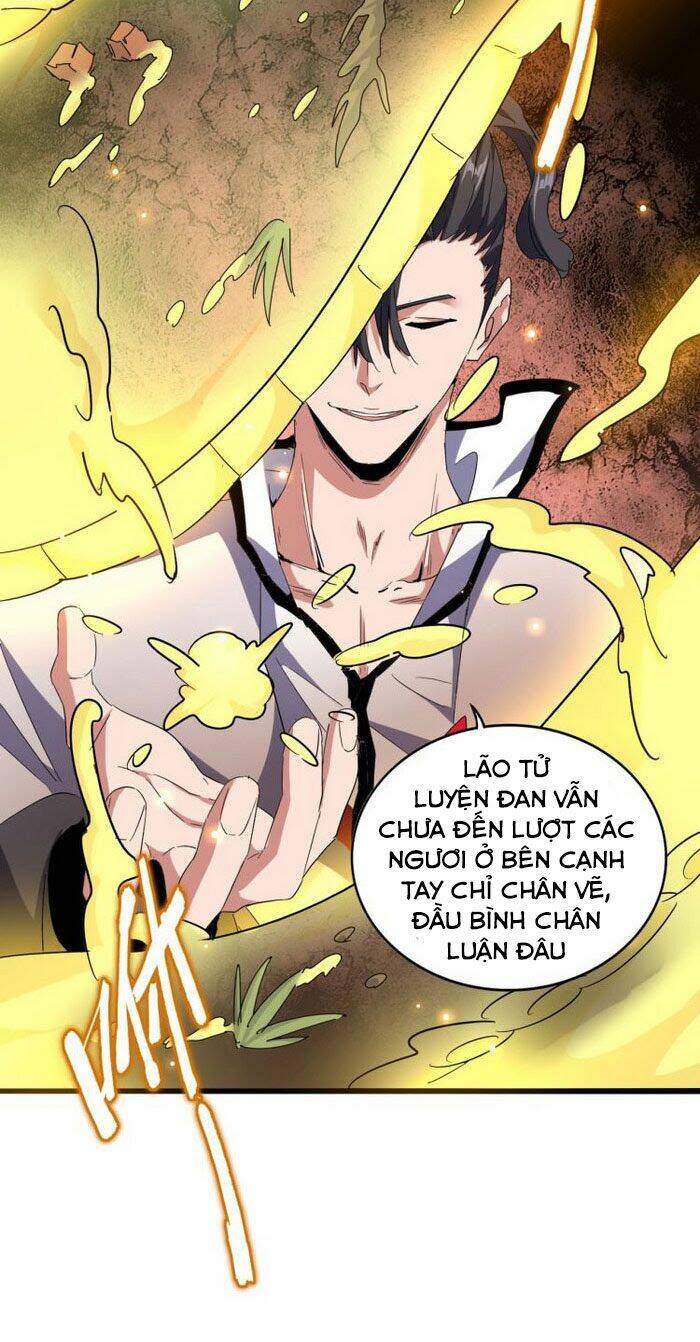 LÃO TỬ
LUYỆN ĐAN VẪN
CHƯA ĐẾN LƯỢT CÁC
NGƯƠI Ở BÊN CẠNH
TAY CHỈ CHÂN VẼ,
ĐẦU BÌNH CHÂN
LUẬN ĐÂU